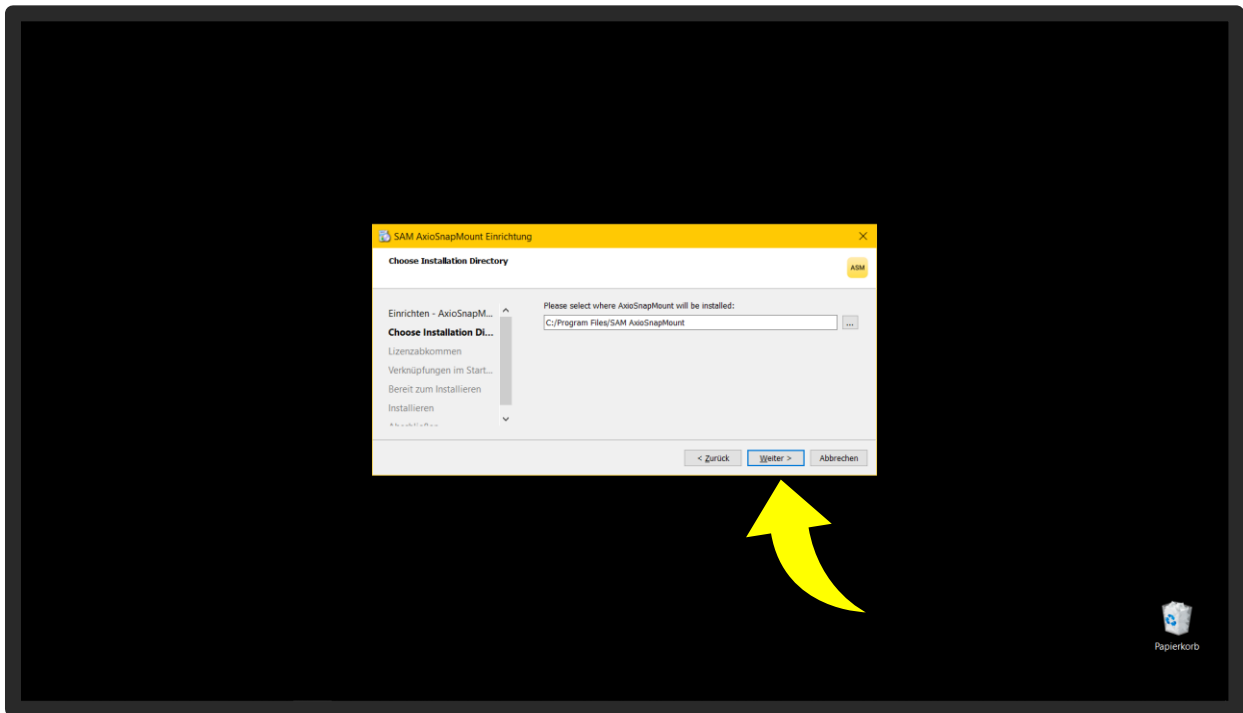 SAM AxioSnapMount Einrichtung
Choose Installation Directory
ASM
Einrichten - AxioSnapM...
Choose Installation Di...
Lizenzabkommen
Verknüpfungen im Start...
Bereit zum Installieren
Installieren
Abschließen
Please select where AxioSnapMount will be installed:
C:/Program Files/SAM AxioSnapMount
...
< Zurück
Weiter >
Abbrechen
Papierkorb